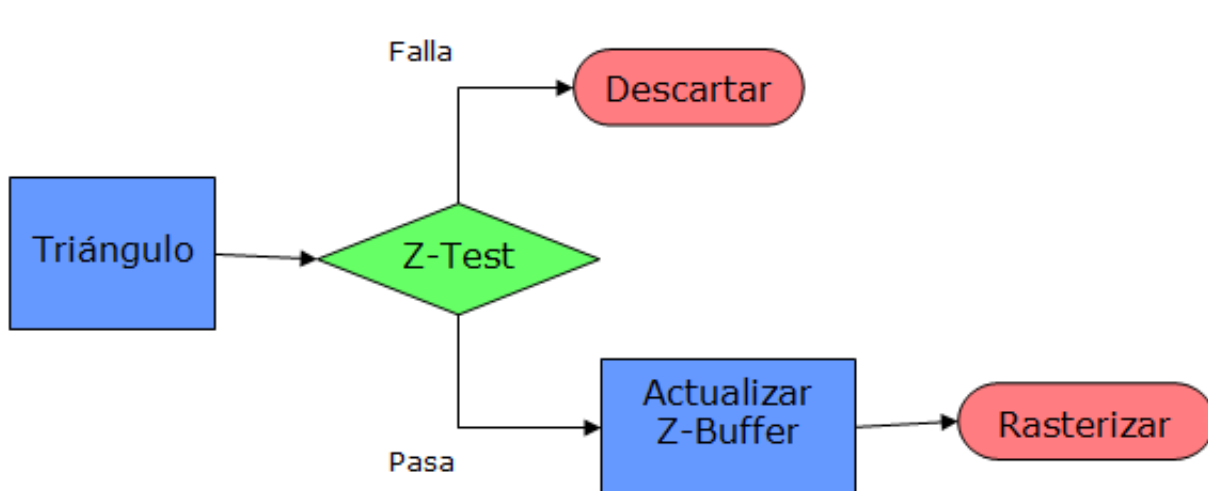 Falla
Descartar
Triángulo
Z-Test
Actualizar
Z-Buffer
Rasterizar
Pasa